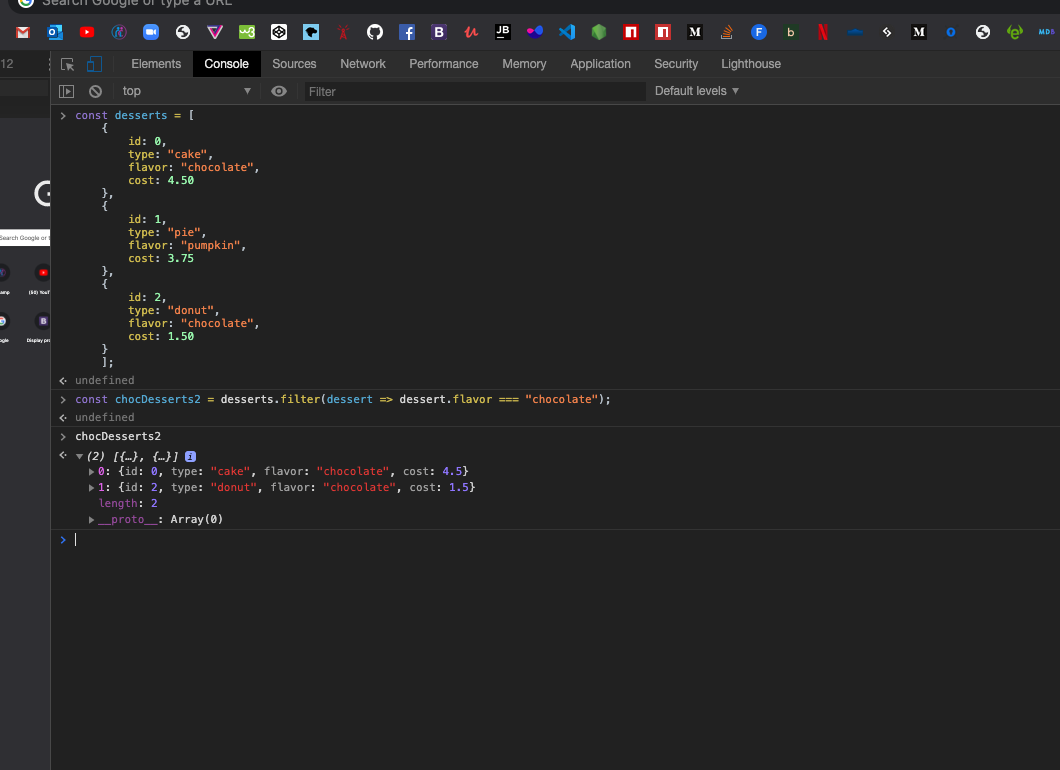 Search Google or type a URL
12
Elements Console Sources Network Performance Memory Application Security Lighthouse
top Filter Default levels
const desserts = [
{
id: 0,
type: "cake",
flavor: "chocolate",
cost: 4.50
},
{
id: 1,
type: "pie",
flavor: "pumpkin",
cost: 3.75
},
{
id: 2,
type: "donut",
flavor: "chocolate",
cost: 1.50
}
];
undefined
const chocDesserts2 = desserts.filter(dessert => dessert.flavor === "chocolate");
undefined
chocDesserts2
(2) [{…}, {…}]
0: {id: 0, type: "cake", flavor: "chocolate", cost: 4.5}
1: {id: 2, type: "donut", flavor: "chocolate", cost: 1.5}
length: 2
__proto__: Array(0)
Search Google or
(50) YouT
Display pr